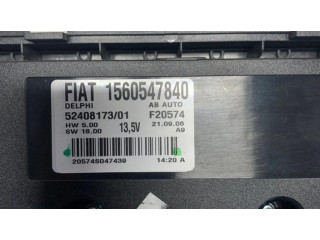 FIAT 1560547840
DELPHI AB AUTO
52408173/01 F20574
HW 5.00 13,5V 21.09.06
SW 18.00 A9
20574S047439 14:20 A